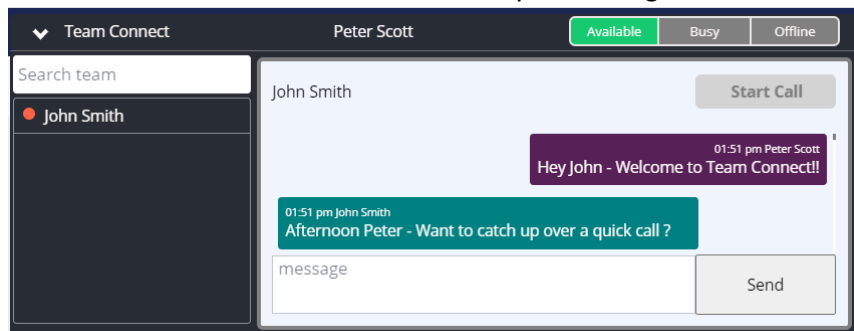 Team Connect
Peter Scott
Available
Busy
Offline
Search team
John Smith
John Smith
Start Call
01:51 pm Peter Scott
Hey John - Welcome to Team Connect!!
01:51 pm John Smith
Afternoon Peter - Want to catch up over a quick call ?
message
Send